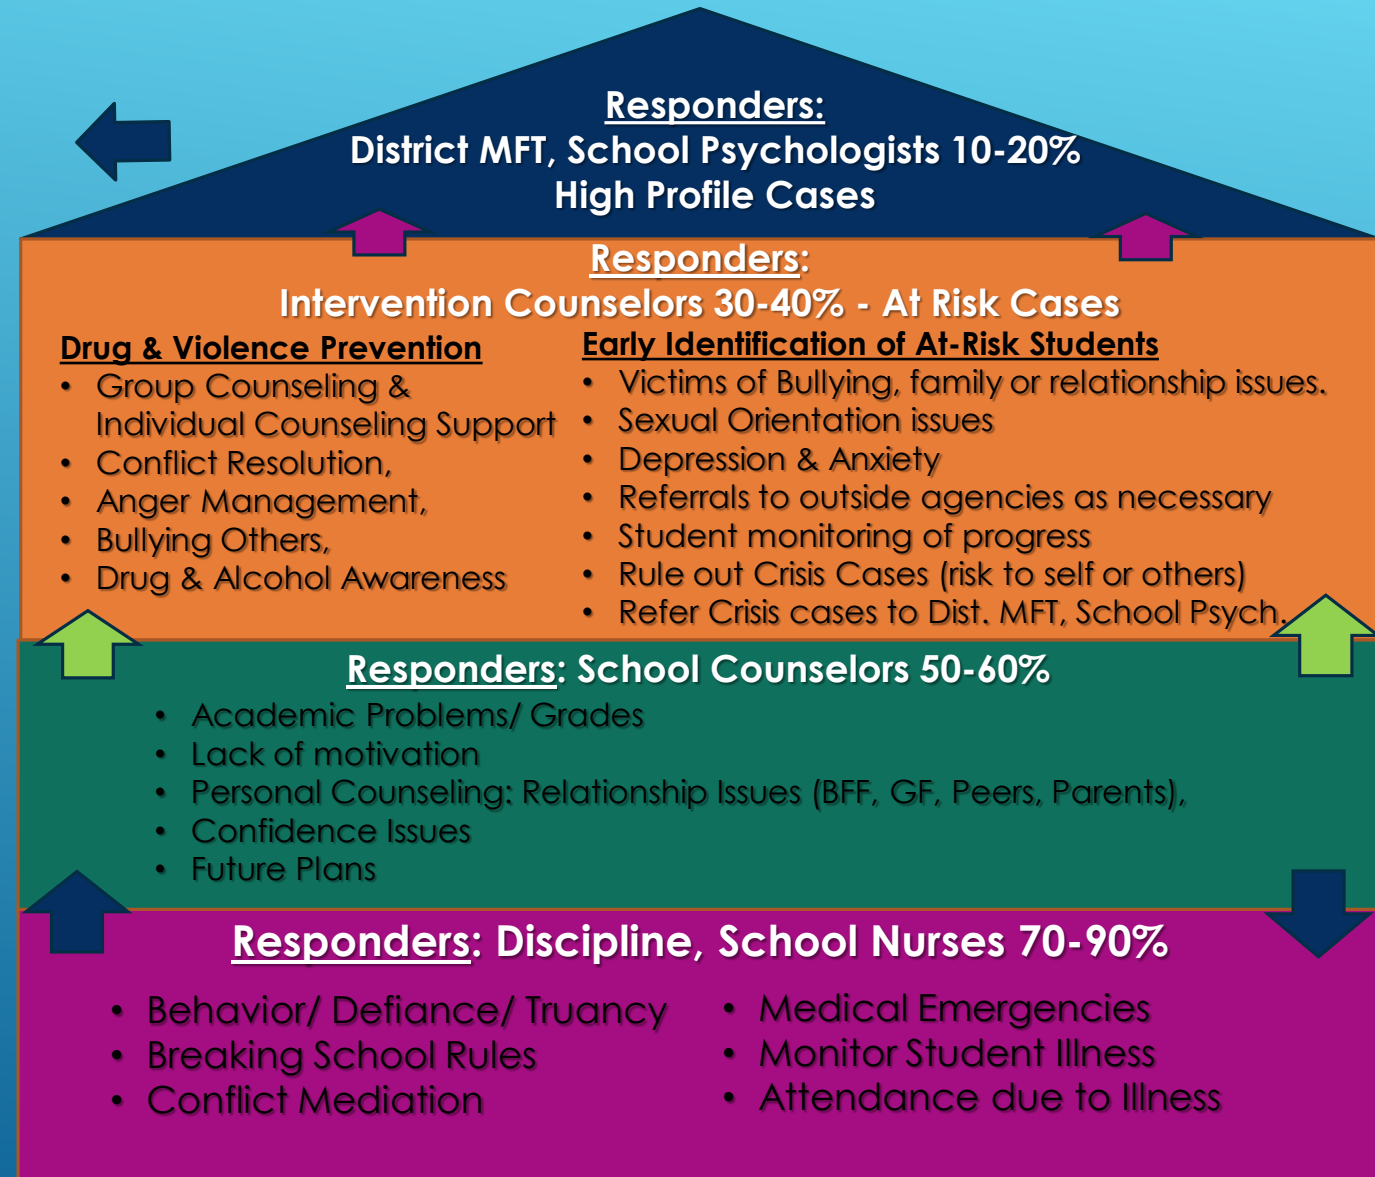 Responders:
District MFT, School Psychologists 10-20%
High Profile Cases
Responders:
Intervention Counselors 30-40% - At Risk Cases
Drug & Violence Prevention
• Group Counseling &
Individual Counseling Support
• Conflict Resolution,
• Anger Management,
• Bullying Others,
• Drug & Alcohol Awareness
Early Identification of At-Risk Students
• Victims of Bullying, family or relationship issues.
• Sexual Orientation issues
• Depression & Anxiety
• Referrals to outside agencies as necessary
• Student monitoring of progress
• Rule out Crisis Cases (risk to self or others)
• Refer Crisis cases to Dist. MFT, School Psych.
Responders: School Counselors 50-60%
• Academic Problems/ Grades
• Lack of motivation
• Personal Counseling: Relationship Issues (BFF, GF, Peers, Parents),
• Confidence Issues
• Future Plans
Responders: Discipline, School Nurses 70-90%
• Behavior/ Defiance/ Truancy
• Breaking School Rules
• Conflict Mediation
• Medical Emergencies
• Monitor Student Illness
• Attendance due to Illness